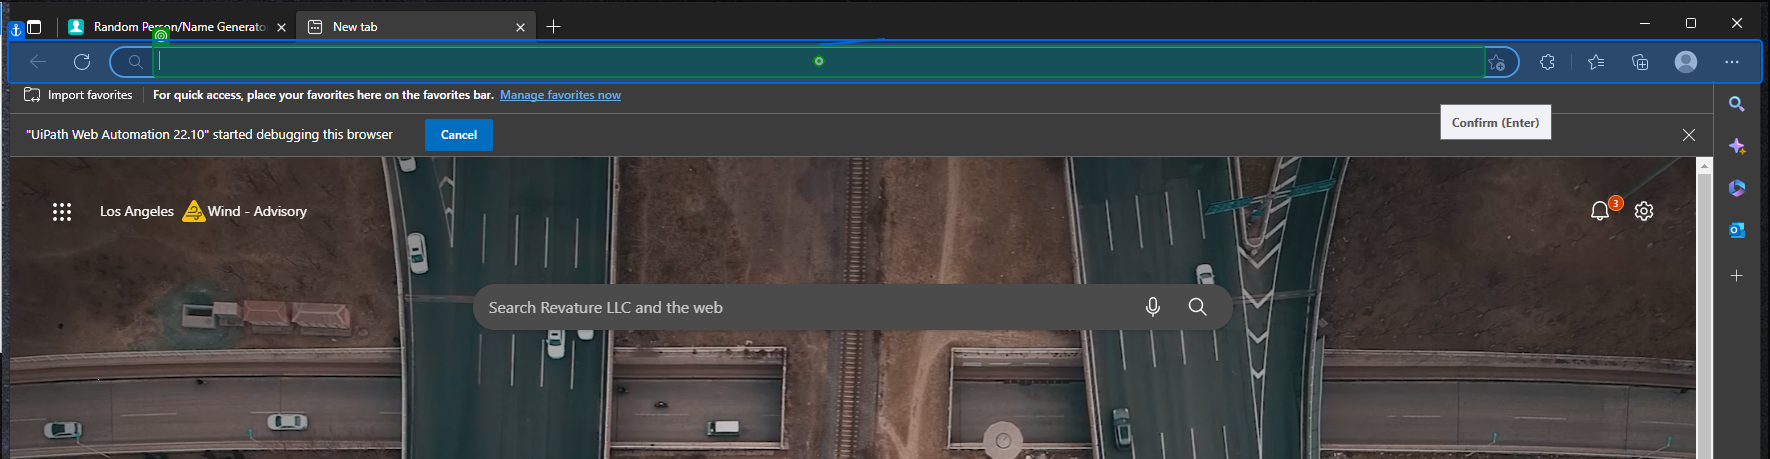 Random Person/Name Generato
New tab
Import favorites
For quick access, place your favorites here on the favorites bar. Manage favorites now
"UiPath Web Automation 22.10" started debugging this browser
Cancel
Confirm (Enter)
Los Angeles
Wind - Advisory
3
Search Revature LLC and the web